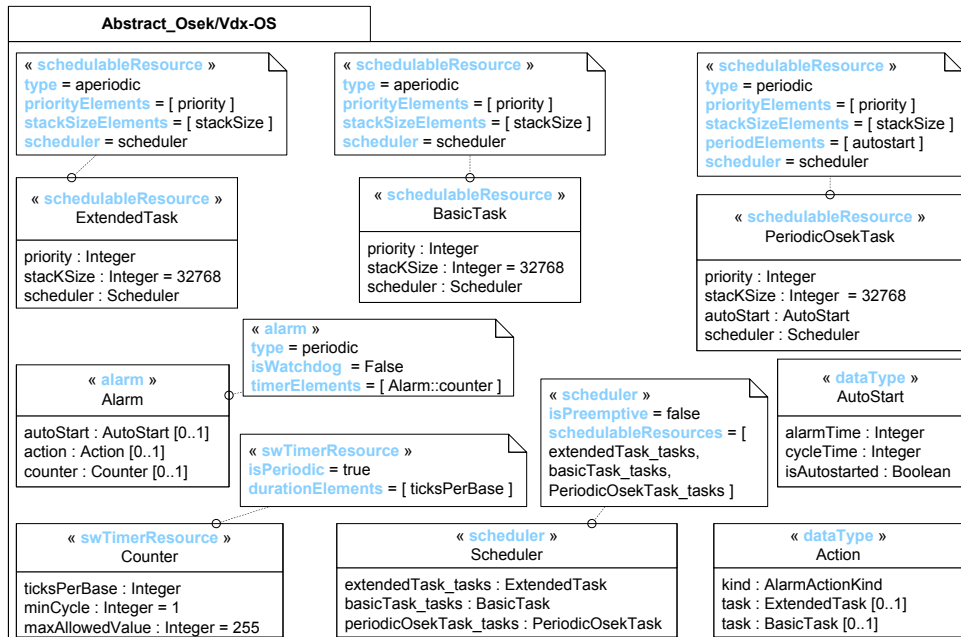 Abstract_Osek/Vdx-OS
« schedulableResource »
type = aperiodic
priorityElements = [ priority ]
stackSizeElements = [ stackSize ]
scheduler = scheduler
« schedulableResource »
type = aperiodic
priorityElements = [ priority ]
stackSizeElements = [ stackSize ]
scheduler = scheduler
« schedulableResource »
type = periodic
priorityElements = [ priority ]
stackSizeElements = [ stackSize ]
periodElements = [ autostart ]
scheduler = scheduler
« schedulableResource »
ExtendedTask
priority : Integer
stacKSize : Integer = 32768
scheduler : Scheduler
« schedulableResource »
BasicTask
priority : Integer
stacKSize : Integer = 32768
scheduler : Scheduler
« schedulableResource »
PeriodicOsekTask
priority : Integer
stacKSize : Integer = 32768
autoStart : AutoStart
scheduler : Scheduler
« alarm »
type = periodic
isWatchdog = False
timerElements = [ Alarm::counter ]
« alarm »
Alarm
autoStart : AutoStart [0..1]
action : Action [0..1]
counter : Counter [0..1]
« scheduler »
isPreemptive = false
schedulableResources = [
extendedTask_tasks,
basicTask_tasks,
PeriodicOsekTask_tasks ]
« dataType »
AutoStart
alarmTime : Integer
cycleTime : Integer
isAutostarted : Boolean
« swTimerResource »
isPeriodic = true
durationElements = [ ticksPerBase ]
« swTimerResource »
Counter
ticksPerBase : Integer
minCycle : Integer = 1
maxAllowedValue : Integer = 255
« scheduler »
Scheduler
extendedTask_tasks : ExtendedTask
basicTask_tasks : BasicTask
periodicOsekTask_tasks : PeriodicOsekTask
« dataType »
Action
kind : AlarmActionKind
task : ExtendedTask [0..1]
task : BasicTask [0..1]